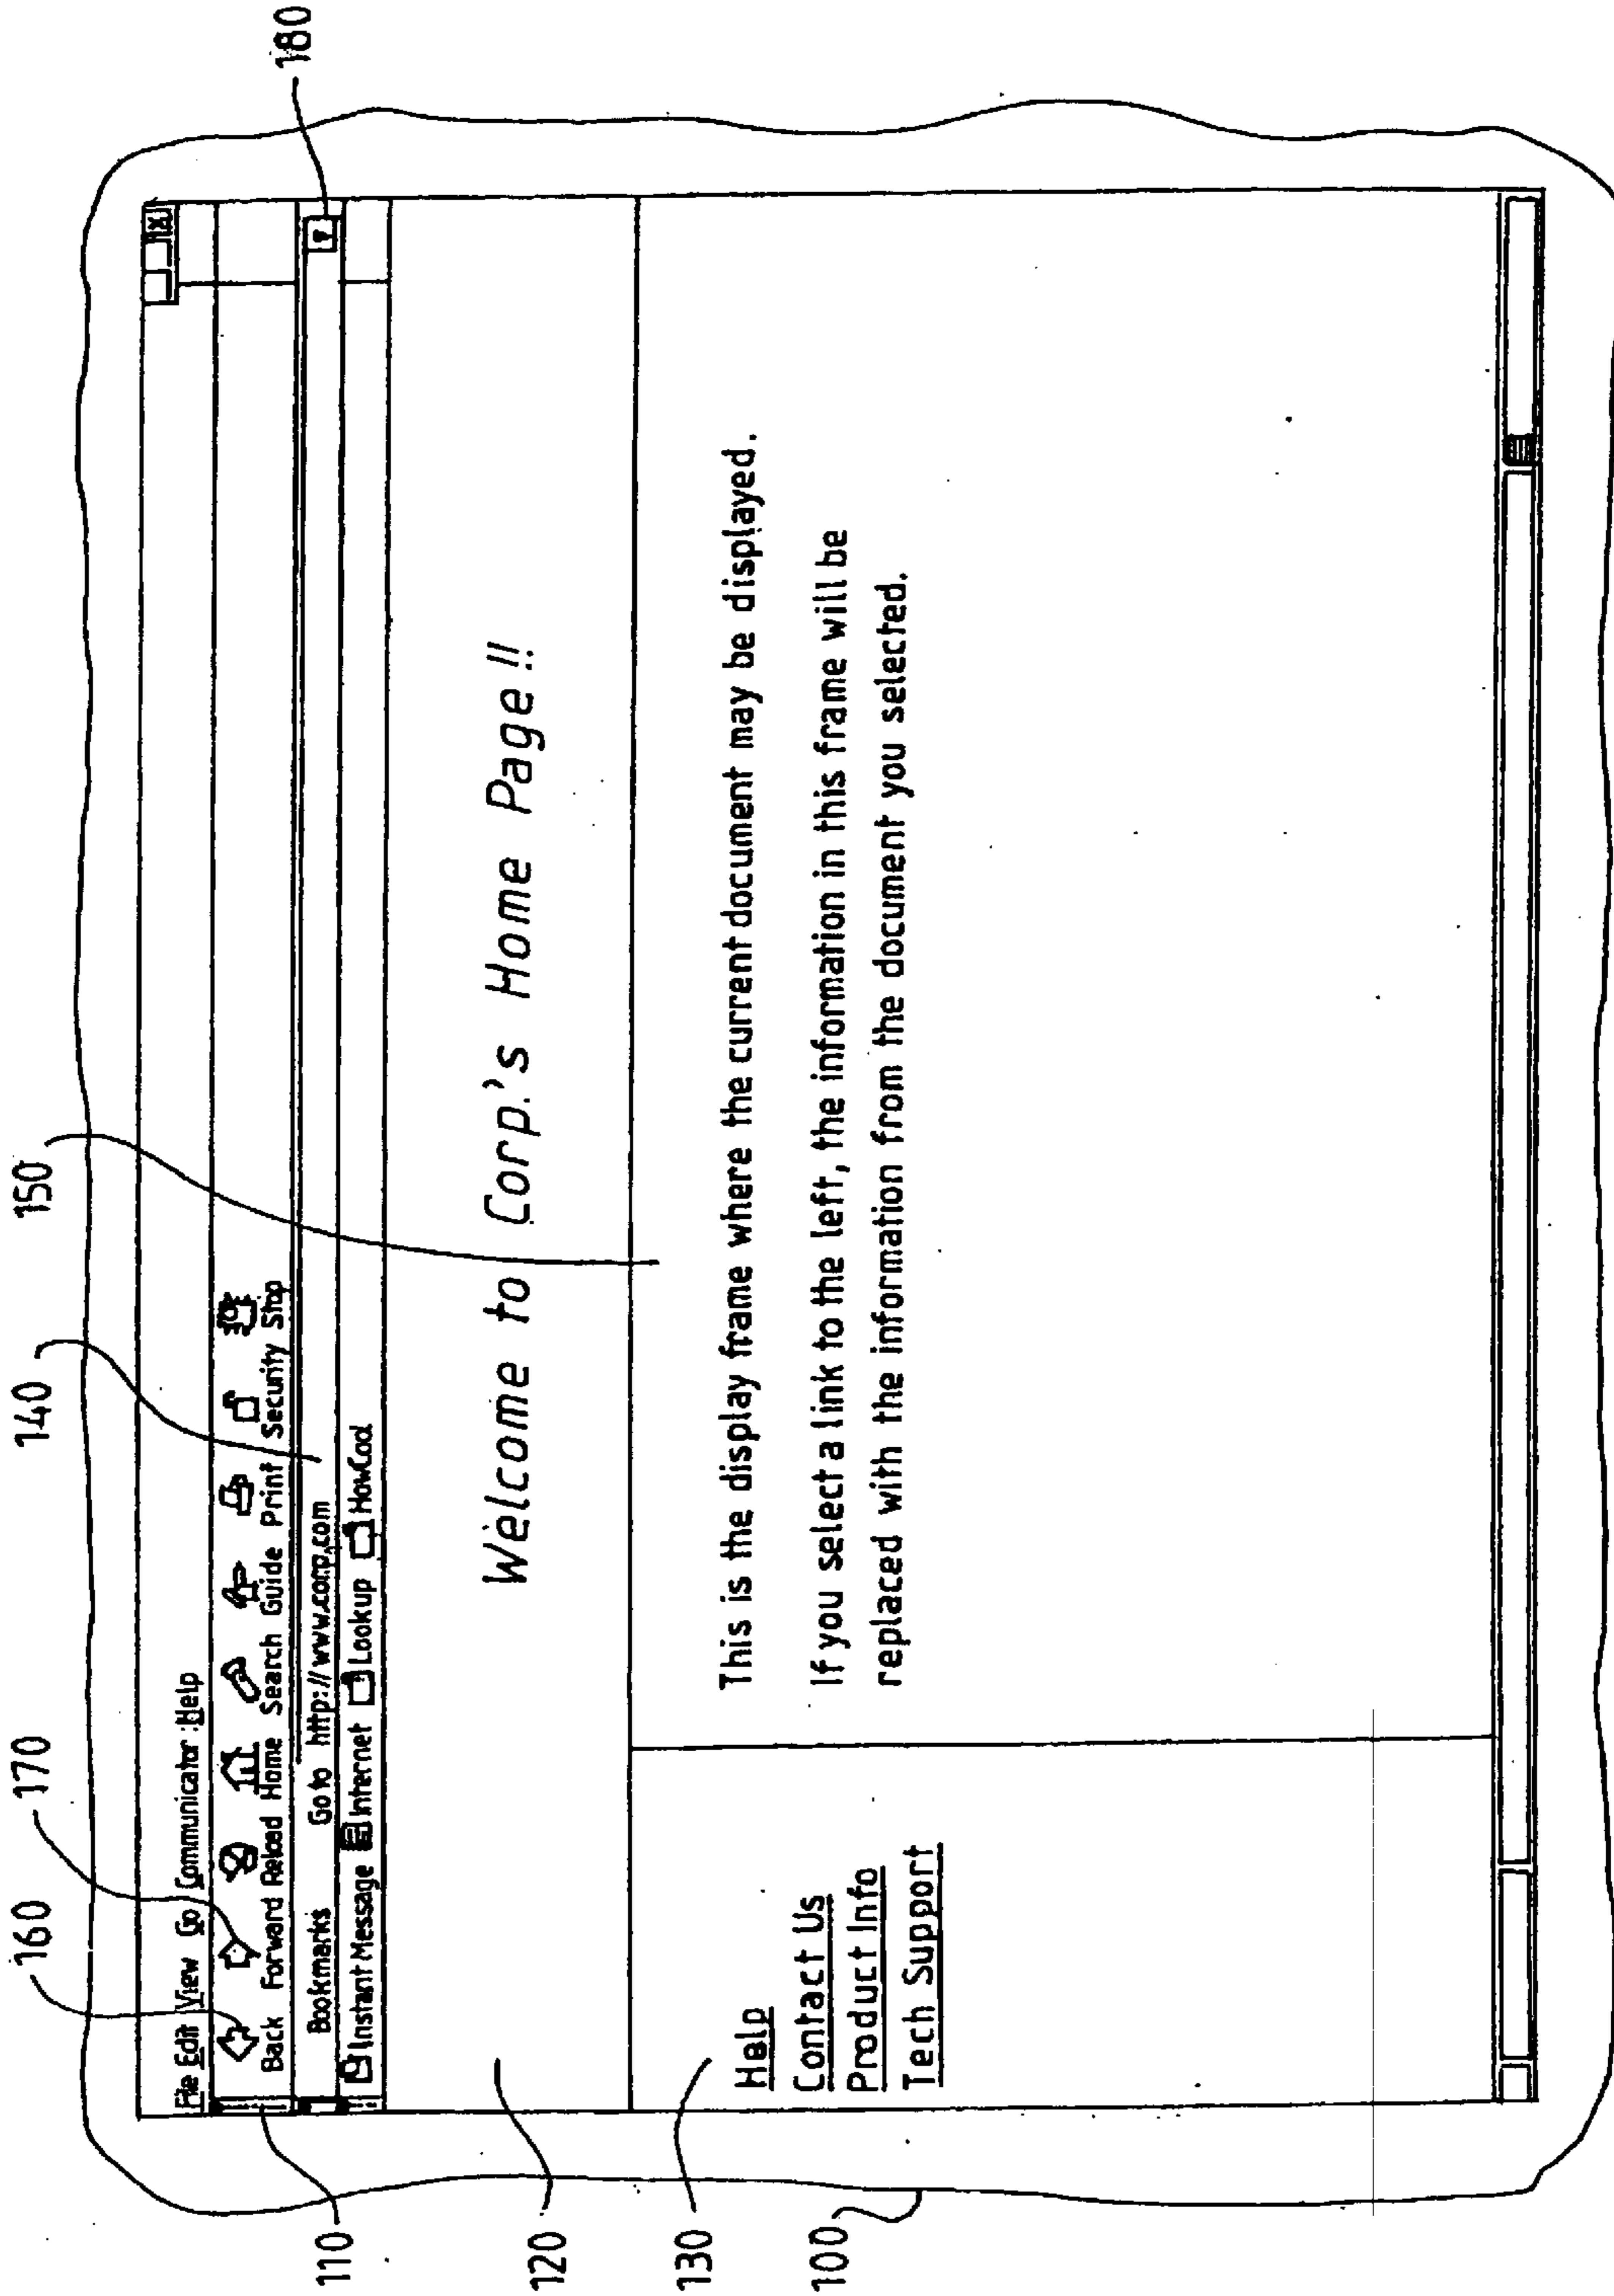 160 170 140 150
180
File Edit View Go Communicator Help
Back Forward Reload Home Search Guide Print Security Stop
Bookmarks Go to http://www.corp.com
Instant Message Internet Lookup HowCool
110
Welcome to Corp.'s Home Page!!
120
130
This is the display frame where the current document may be displayed.
If you select a link to the left, the information in this frame will be
replaced with the information from the document you selected.
Help
Contact Us
Product Info
Tech Support
100